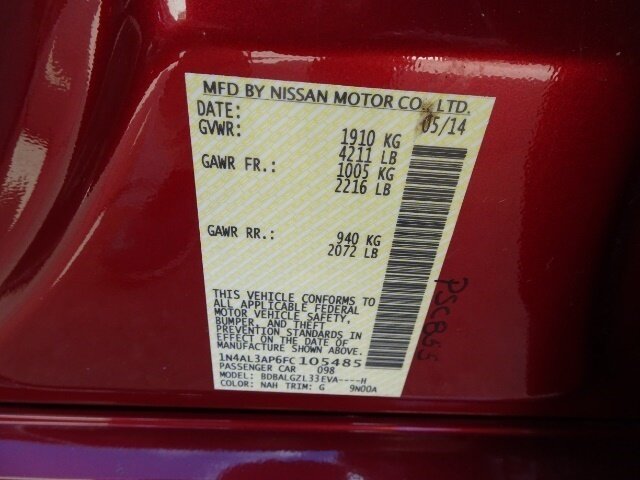 MFD BY NISSAN MOTOR CO., LTD.
DATE: 05/14
GVWR: 1910 KG
4211 LB
GAWR FR.: 1005 KG
2216 LB
GAWR RR.: 940 KG
2072 LB
THIS VEHICLE CONFORMS TO
ALL APPLICABLE FEDERAL
MOTOR VEHICLE SAFETY,
BUMPER, AND THEFT
PREVENTION STANDARDS IN
EFFECT ON THE DATE OF
MANUFACTURE SHOWN ABOVE.
1N4AL3AP6FC105485
PASSENGER CAR 098
MODEL: BDBALGZL33EVA----H
COLOR: NAH TRIM: G 9N00A